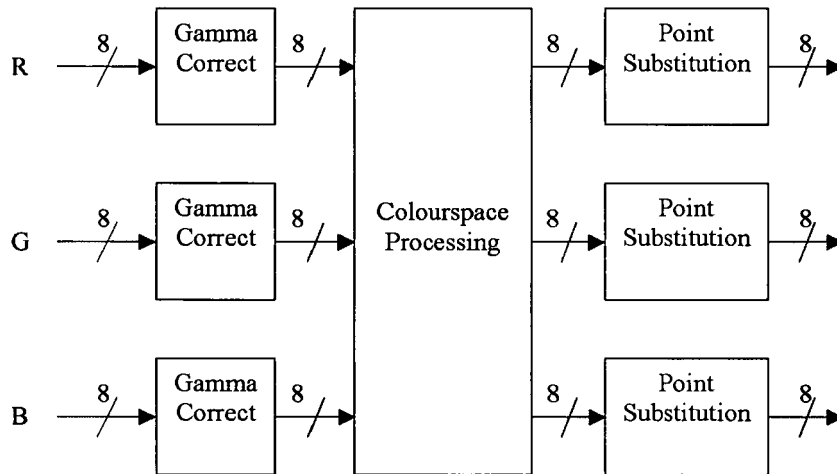 8 Gamma Correct 8 8 Point Substitution 8
R
8 Gamma Correct 8 8 Point Substitution 8
G
Colourspace
Processing
8 Gamma Correct 8 8 Point Substitution 8
B